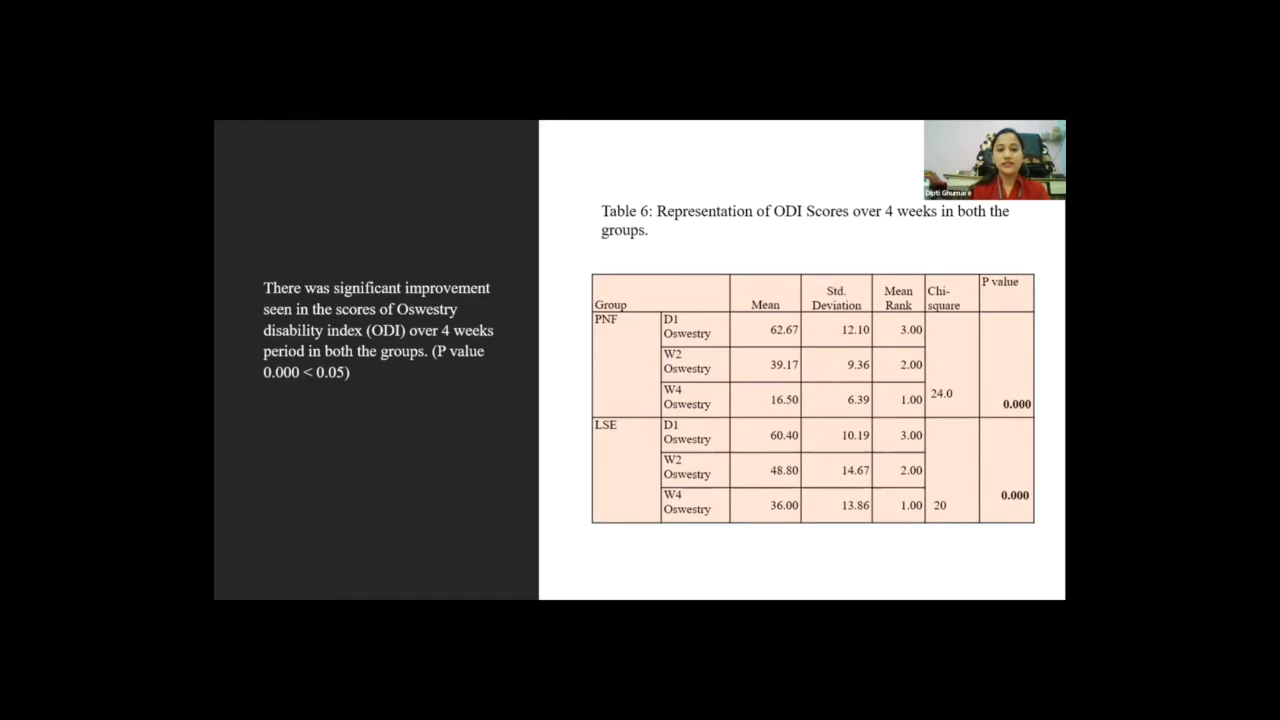 Dipti Ghumare
Table 6: Representation of ODI Scores over 4 weeks in both the
groups.
There was significant improvement
seen in the scores of Oswestry
disability index (ODI) over 4 weeks
period in both the groups. (P value
0.000 < 0.05)
Group Mean Std. Deviation Mean Rank Chi-square P value
PNF D1 Oswestry 62.67 12.10 3.00
W2 Oswestry 39.17 9.36 2.00
W4 Oswestry 16.50 6.39 1.00 24.0 0.000
LSE D1 Oswestry 60.40 10.19 3.00
W2 Oswestry 48.80 14.67 2.00
W4 Oswestry 36.00 13.86 1.00 20 0.000